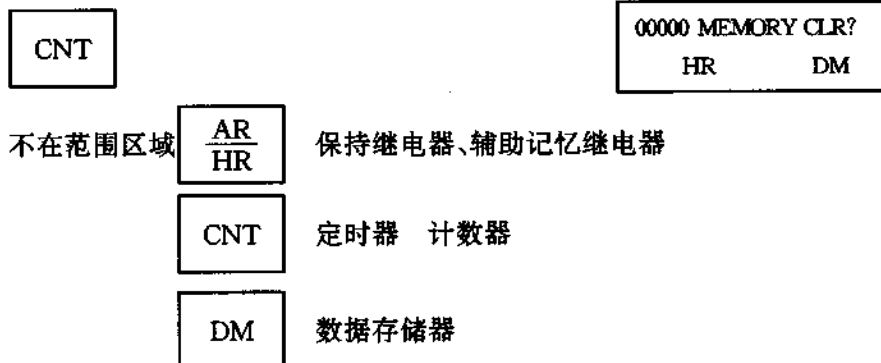 CNT
00000 MEMORY CLR?
HR DM
不在范围区域 AR
HR 保持继电器、辅助记忆继电器
CNT 定时器 计数器
DM 数据存储器